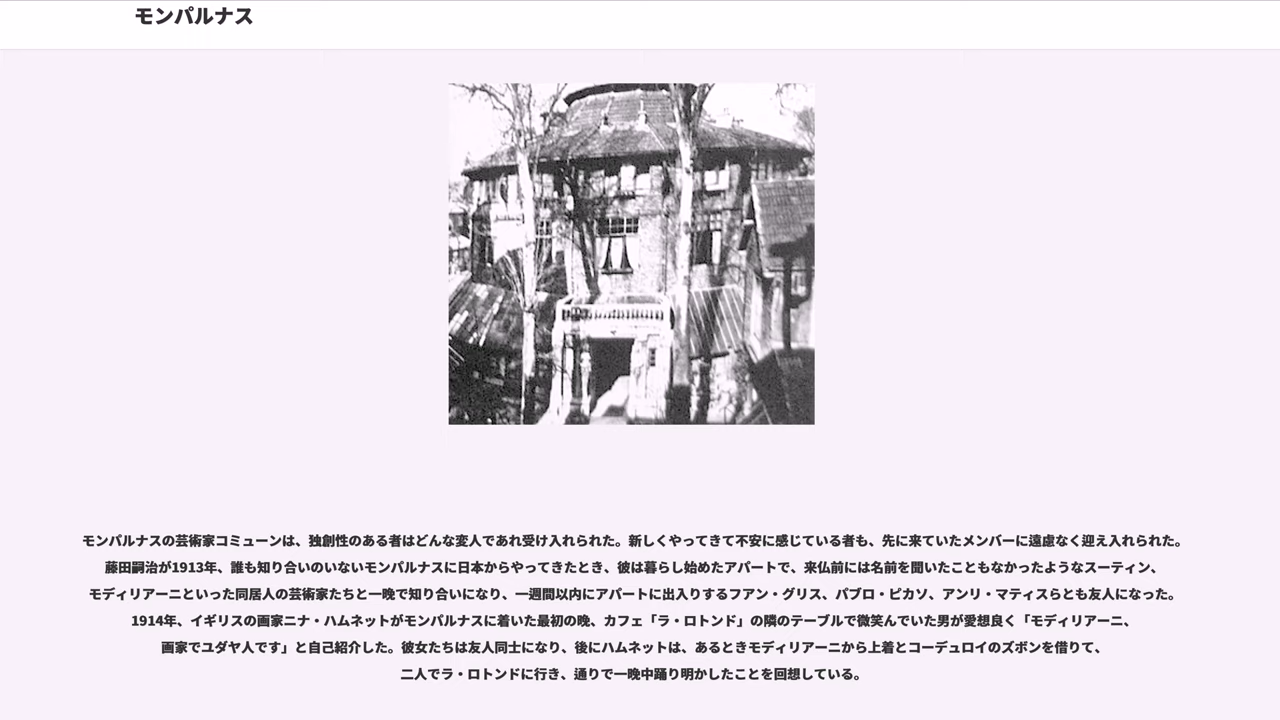 モンパルナス
モンパルナスの芸術家コミューンは、独創性のある者はどんな変人であれ受け入れられた。新しくやってきて不安に感じている者も、先に来ていたメンバーに遠慮なく迎え入れられた。
藤田嗣治が1913年、誰も知り合いのいないモンパルナスに日本からやってきたとき、彼は暮らし始めたアパートで、来仏前には名前を聞いたこともなかったようなスーティン、
モディリアーニといった同居人の芸術家たちと一晩で知り合いになり、一週間以内にアパートに出入りするフアン・グリス、パブロ・ピカソ、アンリ・マティスらとも友人になった。
1914年、イギリスの画家ニナ・ハムネットがモンパルナスに着いた最初の晩、カフェ「ラ・ロトンド」の隣のテーブルで微笑んでいた男が愛想良く「モディリアーニ、
画家でユダヤ人です」と自己紹介した。彼女たちは友人同士になり、後にハムネットは、あるときモディリアーニから上着とコーデュロイのズボンを借りて、
二人でラ・ロトンドに行き、通りで一晩中踊り明かしたことを回想している。